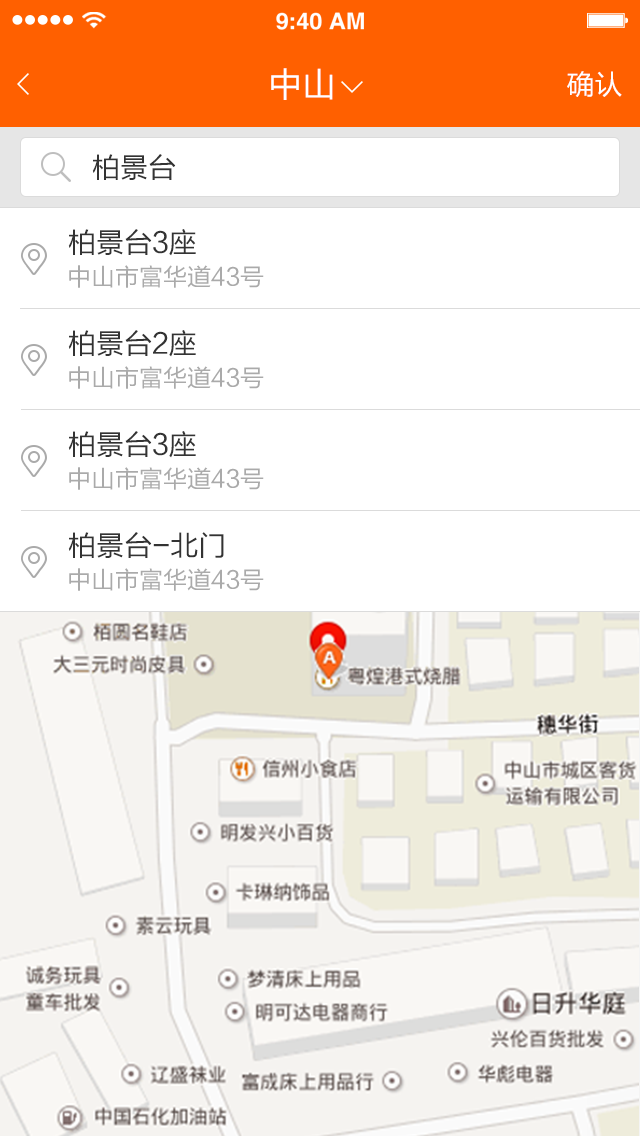 9:40 AM
中山
确认
柏景台
柏景台3座
中山市富华道43号
柏景台2座
中山市富华道43号
柏景台3座
中山市富华道43号
柏景台-北门
中山市富华道43号
栢圆名鞋店
大三元时尚皮具
A
粤煌港式烧腊
穗华街
信州小食店
中山市城区客货
运输有限公司
明发兴小百货
卡琳纳饰品
素云玩具
诚务玩具
童车批发
梦清床上用品
明可达电器商行
日升华庭
兴伦百货批发
辽盛袜业
富成床上用品行
华彪电器
中国石化加油站